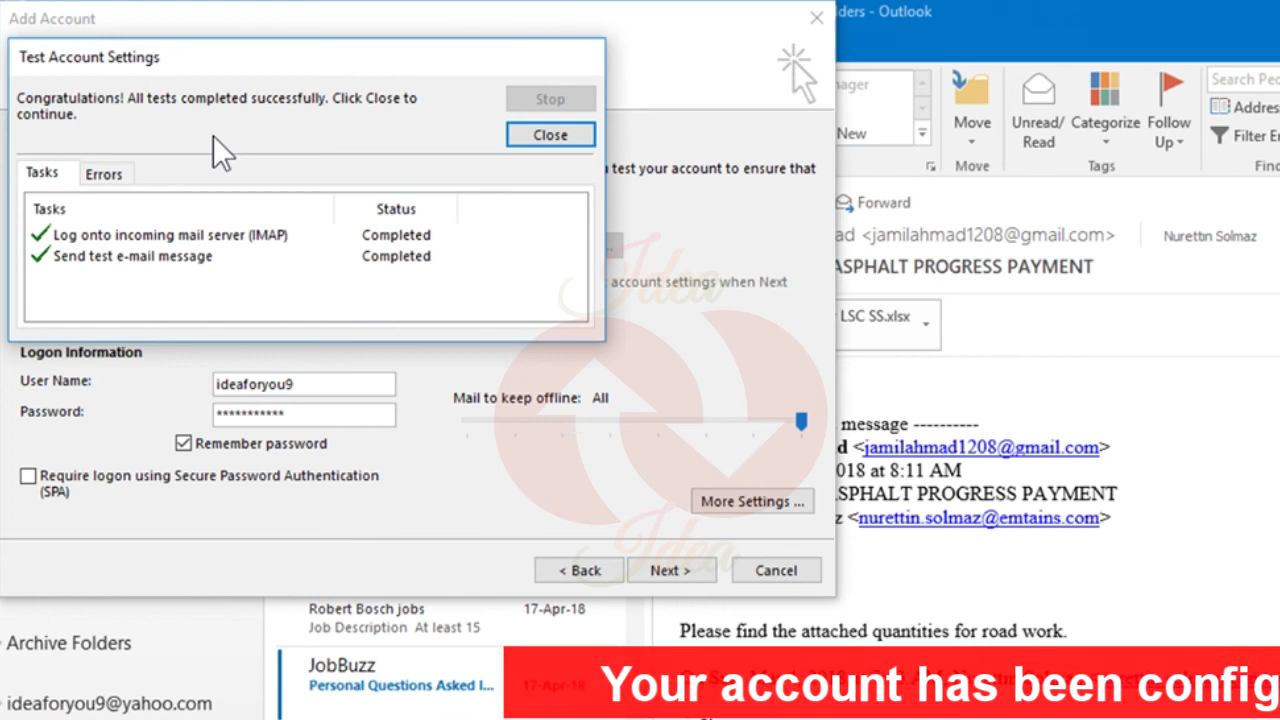 Add Account
ders - Outlook
Test Account Settings
Congratulations! All tests completed successfully. Click Close to
continue.
Stop
Close
Tasks
Errors
Tasks Status
Log onto incoming mail server (IMAP) Completed
Send test e-mail message Completed
test your account to ensure that
account settings when Next
Logon Information
User Name:
ideaforyou9
Password:
***********
Remember password
Require logon using Secure Password Authentication
(SPA)
Mail to keep offline: All
More Settings ...
< Back
Next >
Cancel
nager
New
Move
Move
Unread/
Read
Categorize
Follow
Up
Tags
Search Peo
Addres
Filter E
Find
Forward
ad <jamilahmad1208@gmail.com>
Nurettin Solmaz
ASPHALT PROGRESS PAYMENT
LSC SS.xlsx
message ----------
d <jamilahmad1208@gmail.com>
018 at 8:11 AM
ASPHALT PROGRESS PAYMENT
z <nurettin.solmaz@emtains.com>
Please find the attached quantities for road work.
Idea
Idea
Robert Bosch jobs 17-Apr-18
Job Description At least 15
JobBuzz
Personal Questions Asked I... 17-Apr-18
Archive Folders
ideaforyou9@yahoo.com
Your account has been config